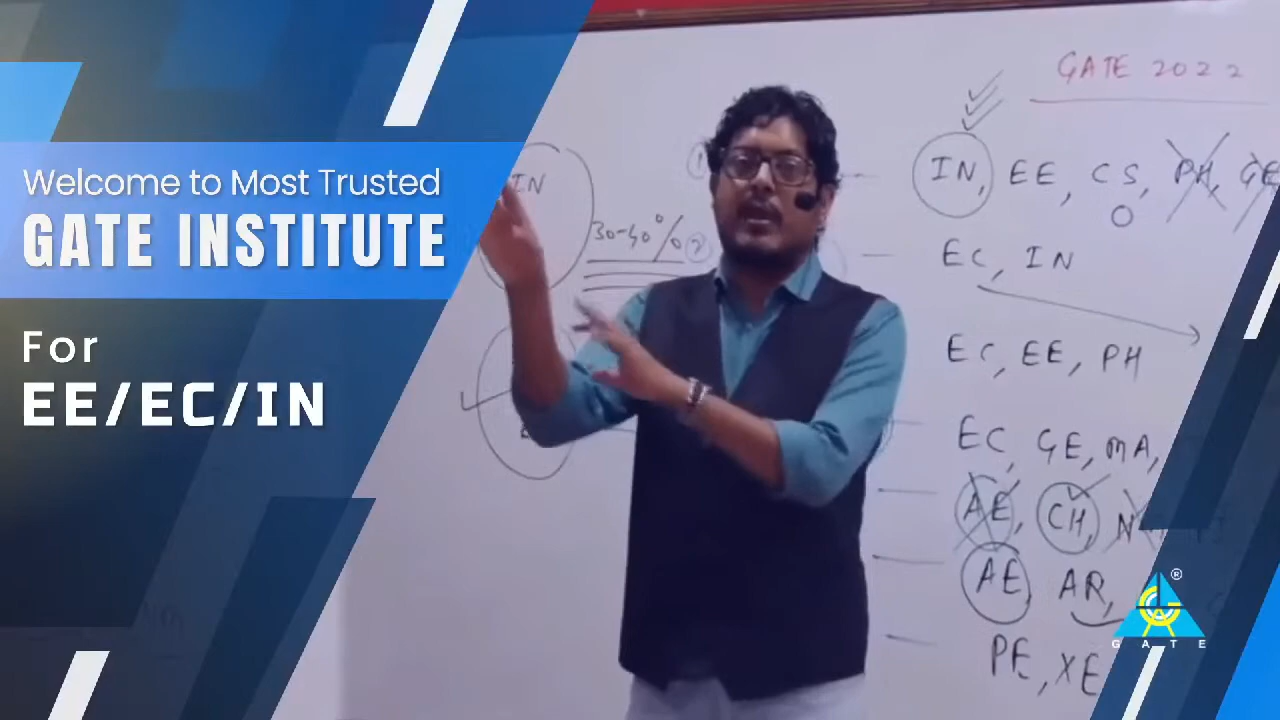 Welcome to Most Trusted
GATE INSTITUTE
For
EE/EC/IN
GATE 2022
IN
30-40%
IN, EE, CS, PH, GE
EC, IN
EC, EE, PH
EC, GE, MA,
AE, CH, N
AE, AR,
PE, XE
®
GATE